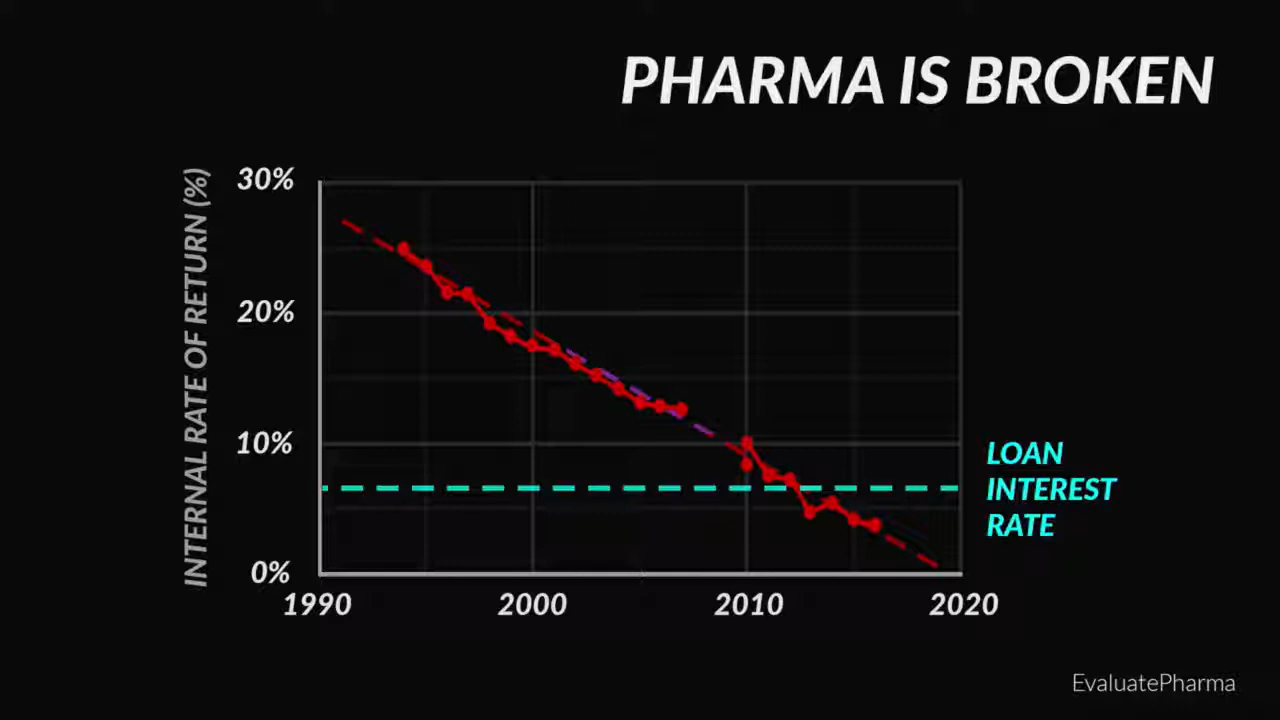 PHARMA IS BROKEN
INTERNAL RATE OF RETURN (%)
30%
20%
10%
0%
1990
2000
2010
2020
LOAN
INTEREST
RATE
EvaluatePharma